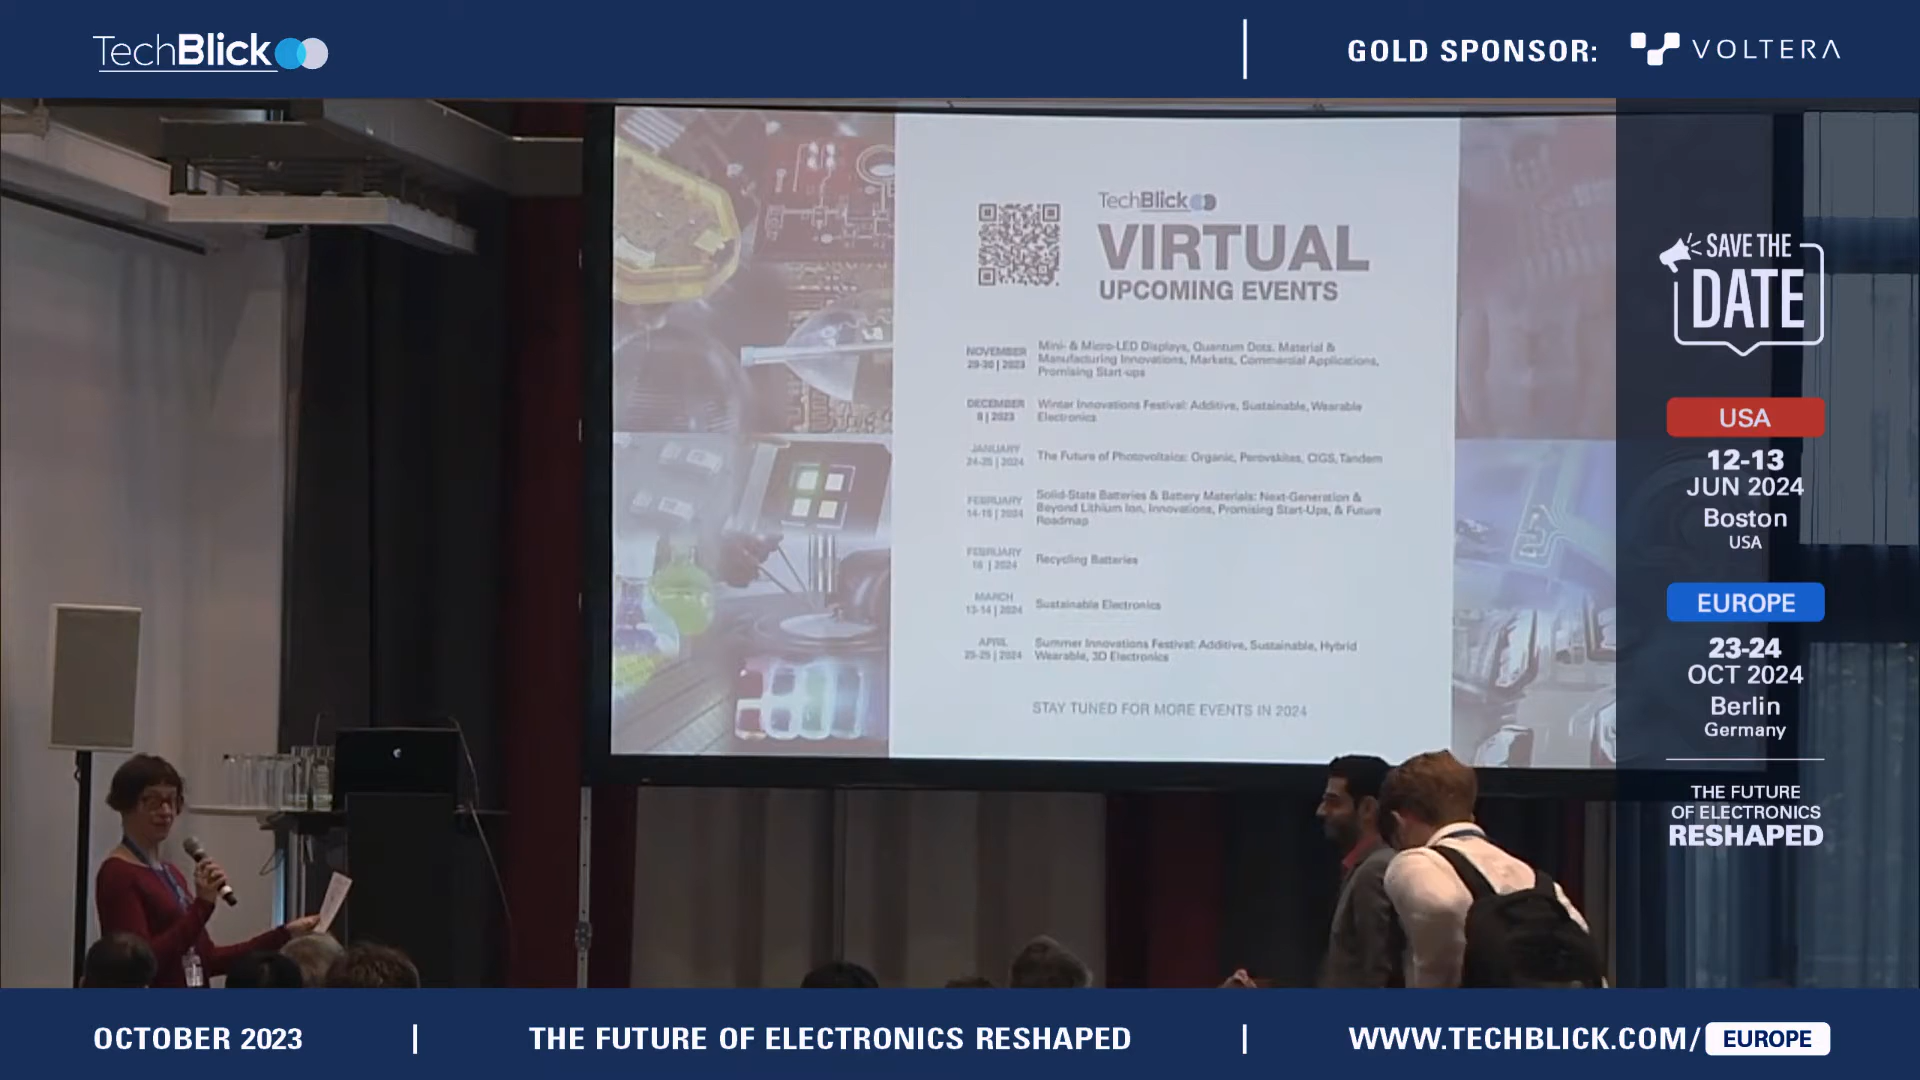 TechBlick
GOLD SPONSOR:
VOLTERA
TechBlick
VIRTUAL
UPCOMING EVENTS
NOVEMBER
29-30 | 2023
Mini- & Micro-LED Displays, Quantum Dots. Material &
Manufacturing Innovations, Markets, Commercial Applications,
Promising Start-ups
DECEMBER
8 | 2023
Winter Innovations Festival: Additive, Sustainable, Wearable
Electronics
JANUARY
24-25 | 2024
The Future of Photovoltaics: Organic, Perovskites, CIGS, Tandem
FEBRUARY
14-15 | 2024
Solid-State Batteries & Battery Materials: Next-Generation &
Beyond Lithium Ion, Innovations, Promising Start-Ups, & Future
Roadmap
FEBRUARY
16 | 2024
Recycling Batteries
MARCH
13-14 | 2024
Sustainable Electronics
APRIL
| 2024
Summer Innovations Festival: Additive, Sustainable, Hybrid
Wearable, 3D Electronics
STAY TUNED FOR MORE EVENTS IN 2024
SAVE THE
DATE
USA
12-13
JUN 2024
Boston
USA
EUROPE
23-24
OCT 2024
Berlin
Germany
THE FUTURE
OF ELECTRONICS
RESHAPED
OCTOBER 2023
THE FUTURE OF ELECTRONICS RESHAPED
WWW.TECHBLICK.COM/EUROPE